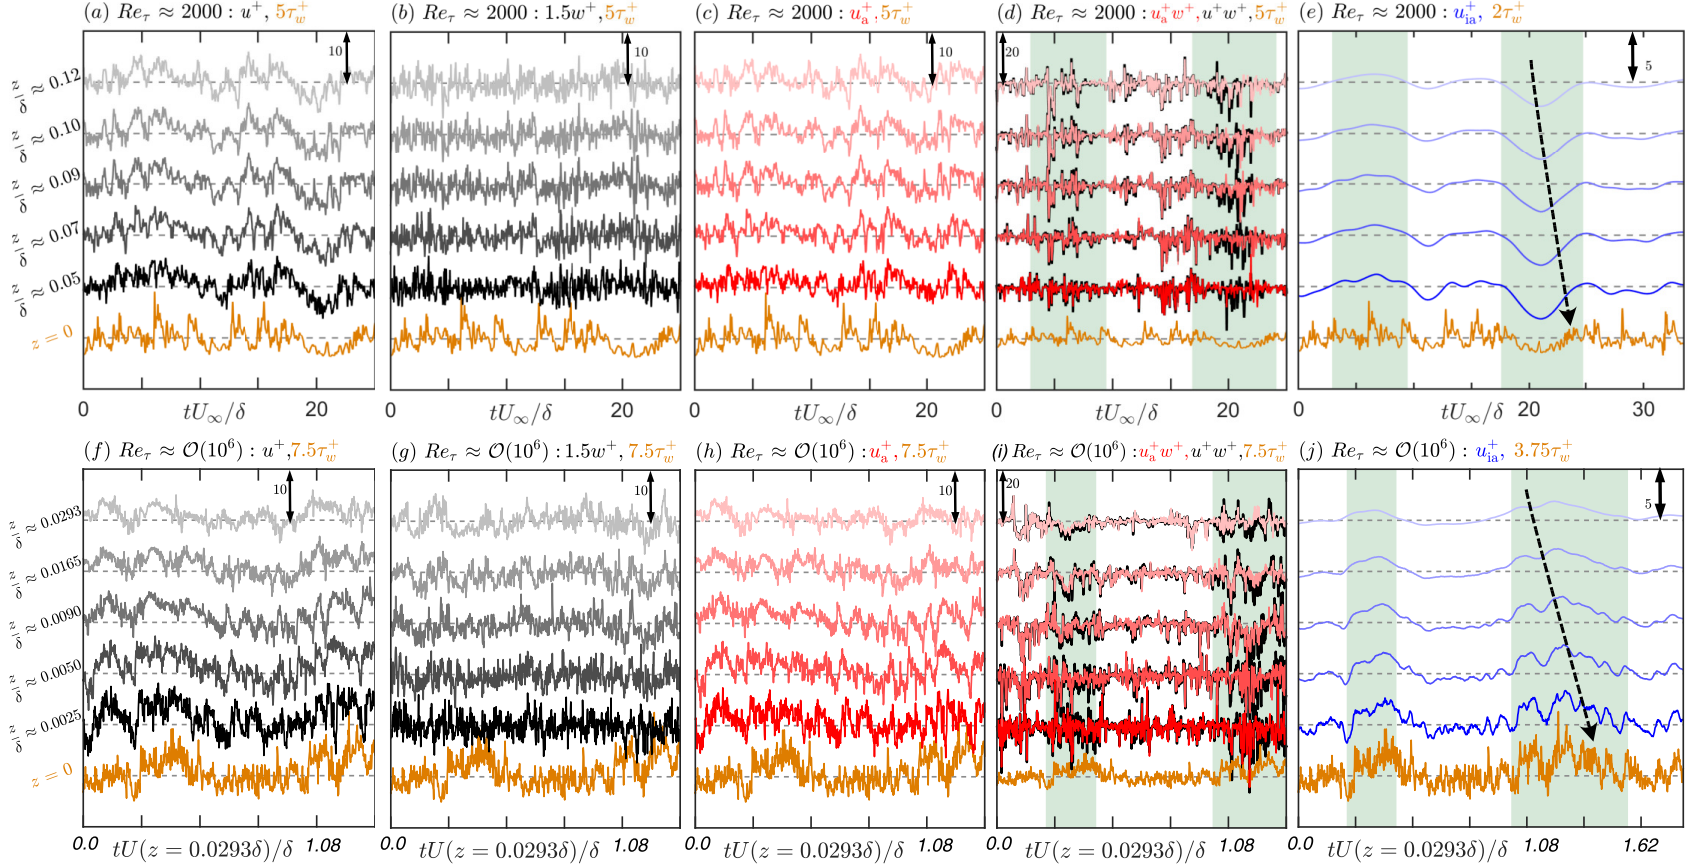 (a) Re_τ ≈ 2000 : u⁺, 5τ_w⁺
(b) Re_τ ≈ 2000 : 1.5w⁺, 5τ_w⁺
(c) Re_τ ≈ 2000 : u_a⁺, 5τ_w⁺
(d) Re_τ ≈ 2000 : u_a⁺w⁺, u⁺w⁺, 5τ_w⁺
(e) Re_τ ≈ 2000 : u_ia⁺, 2τ_w⁺
10
10
10
20
5
z/δ ≈ 0.12
z/δ ≈ 0.10
z/δ ≈ 0.09
z/δ ≈ 0.07
z/δ ≈ 0.05
z = 0
0 20
tU_∞/δ
0 20
tU_∞/δ
0 20
tU_∞/δ
0 20
tU_∞/δ
0 20 30
tU_∞/δ
(f) Re_τ ≈ O(10⁶) : u⁺, 7.5τ_w⁺
(g) Re_τ ≈ O(10⁶) : 1.5w⁺, 7.5τ_w⁺
(h) Re_τ ≈ O(10⁶) : u_a⁺, 7.5τ_w⁺
(i) Re_τ ≈ O(10⁶) : u_a⁺w⁺, u⁺w⁺, 7.5τ_w⁺
(j) Re_τ ≈ O(10⁶) : u_ia⁺, 3.75τ_w⁺
10
10
10
20
5
z/δ ≈ 0.0293
z/δ ≈ 0.0165
z/δ ≈ 0.0090
z/δ ≈ 0.0050
z/δ ≈ 0.0025
z = 0
0.0 1.08
tU(z = 0.0293δ)/δ
0.0 1.08
tU(z = 0.0293δ)/δ
0.0 1.08
tU(z = 0.0293δ)/δ
0.0 1.08
tU(z = 0.0293δ)/δ
0.0 1.08 1.62
tU(z = 0.0293δ)/δ